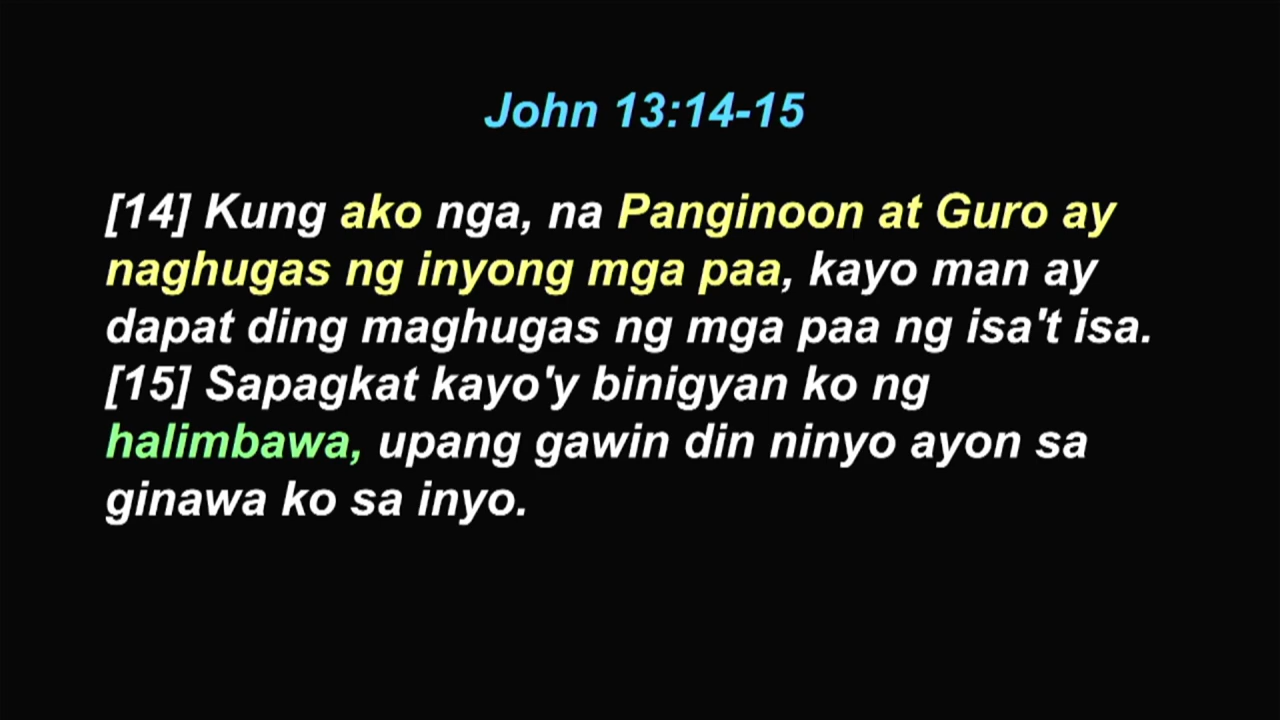 John 13:14-15
[14] Kung ako nga, na Panginoon at Guro ay
naghugas ng inyong mga paa, kayo man ay
dapat ding maghugas ng mga paa ng isa't isa.
[15] Sapagkat kayo'y binigyan ko ng
halimbawa, upang gawin din ninyo ayon sa
ginawa ko sa inyo.